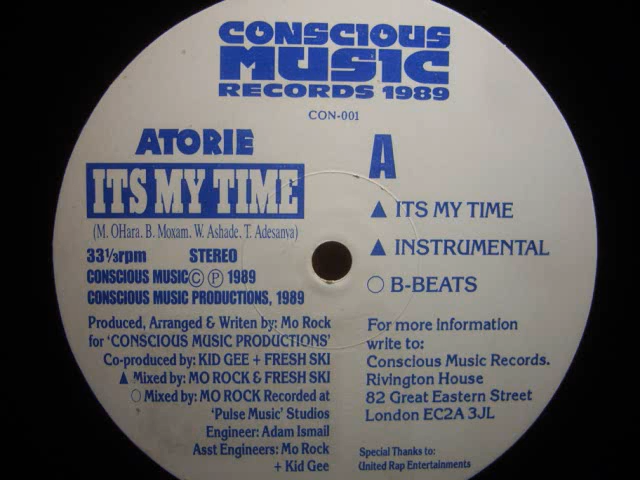 CONSCIOUS
MUSIC
RECORDS 1989
CON-001
ATORIE
ITS MY TIME
(M. OHara. B. Moxam. W. Ashade. T. Adesanya)
33⅓rpm STEREO
CONSCIOUS MUSIC Ⓒ Ⓟ 1989
CONSCIOUS MUSIC PRODUCTIONS, 1989
Produced, Arranged & Writen by: Mo Rock
for 'CONSCIOUS MUSIC PRODUCTIONS'
Co-produced by: KID GEE + FRESH SKI
▲ Mixed by: MO ROCK & FRESH SKI
○ Mixed by: MO ROCK Recorded at
'Pulse Music' Studios
Engineer: Adam Ismail
Asst Engineers: Mo Rock
+ Kid Gee
A
▲ ITS MY TIME
▲ INSTRUMENTAL
○ B-BEATS
For more information
write to:
Conscious Music Records.
Rivington House
82 Great Eastern Street
London EC2A 3JL
Special Thanks to:
United Rap Entertainments